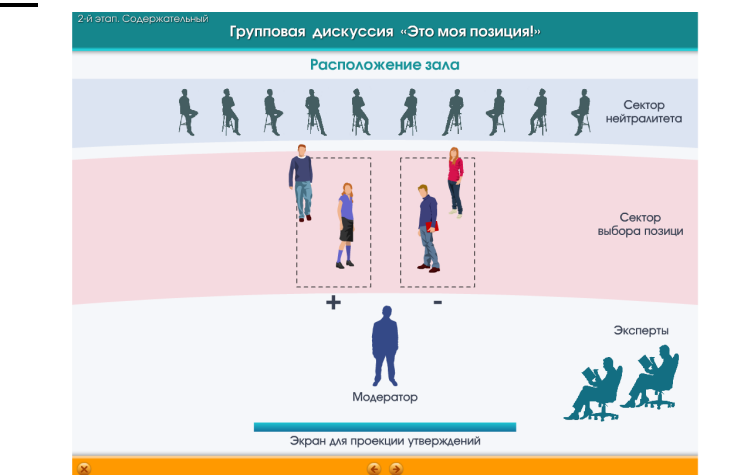 2-й этап. Содержательный
Групповая дискуссия «Это моя позиция!»
Расположение зала
Сектор
нейтралитета
Сектор
выбора позици
+ -
Эксперты
Модератор
Экран для проекции утверждений